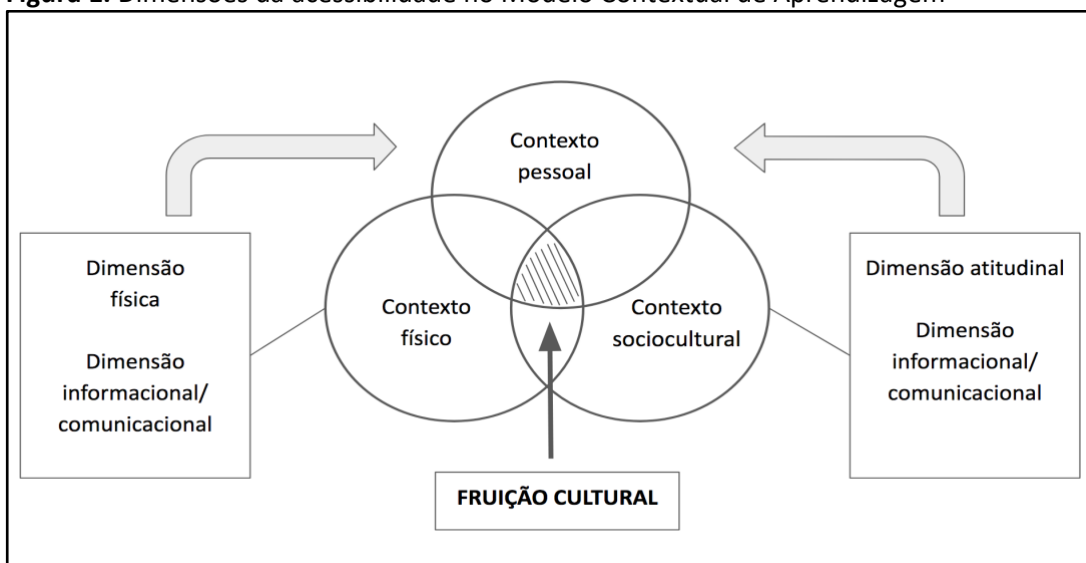 Figura 1. Dimensões da acessibilidade no Modelo Contextual de Aprendizagem
Contexto
pessoal
Dimensão
física
Dimensão
informacional/
comunicacional
Contexto
físico
Contexto
sociocultural
Dimensão atitudinal
Dimensão
informacional/
comunicacional
FRUIÇÃO CULTURAL